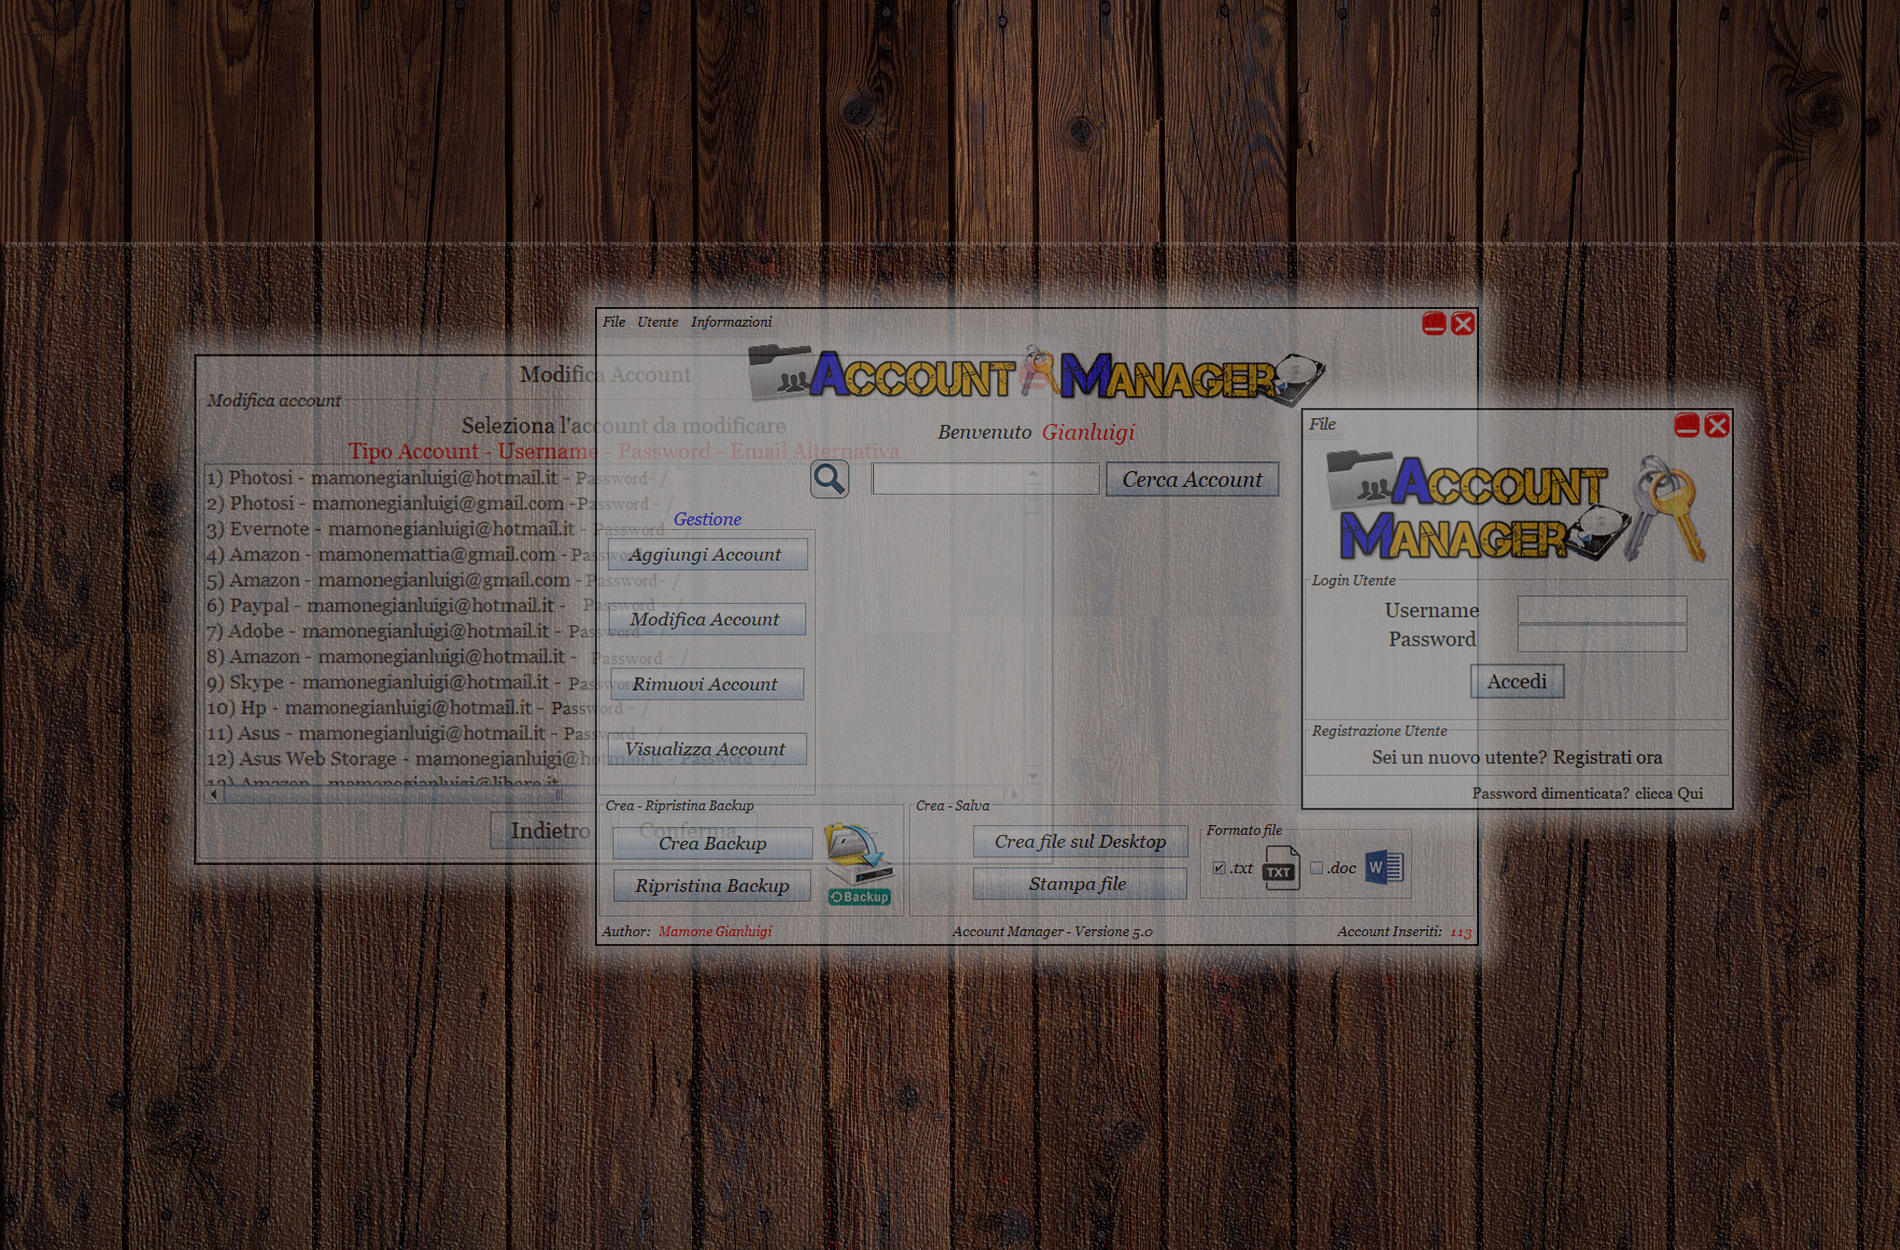 Modifica Account
Modifica account
Seleziona l'account da modificare
Tipo Account - Username - Password - Email Alternativa
1) Photosi - mamonegianluigi@hotmail.it - Password- /
2) Photosi - mamonegianluigi@gmail.com -Password - /
3) Evernote - mamonegianluigi@hotmail.it - Password /
4) Amazon - mamonemattia@gmail.com - Password - /
5) Amazon - mamonegianluigi@gmail.com - Password- /
6) Paypal - mamonegianluigi@hotmail.it - Password - /
7) Adobe - mamonegianluigi@hotmail.it - Password - /
8) Amazon - mamonegianluigi@hotmail.it - Password - /
9) Skype - mamonegianluigi@hotmail.it - Password - /
10) Hp - mamonegianluigi@hotmail.it - Password - /
11) Asus - mamonegianluigi@hotmail.it - Password - /
12) Asus Web Storage - mamonegianluigi@hotmail.it - Password - /
13) Amazon - mamonegianluigi@libero.it
Indietro
Conferma
File Utente Informazioni
ACCOUNT MANAGER
Benvenuto Gianluigi
Cerca Account
Gestione
Aggiungi Account
Modifica Account
Rimuovi Account
Visualizza Account
Crea - Ripristina Backup
Crea Backup
Ripristina Backup
Backup
Crea - Salva
Crea file sul Desktop
Stampa file
Formato file
.txt TXT .doc W
Author: Mamone Gianluigi
Account Manager - Versione 5.0
Account Inseriti: 113
File
ACCOUNT
MANAGER
Login Utente
Username
Password
Accedi
Registrazione Utente
Sei un nuovo utente? Registrati ora
Password dimenticata? clicca Qui